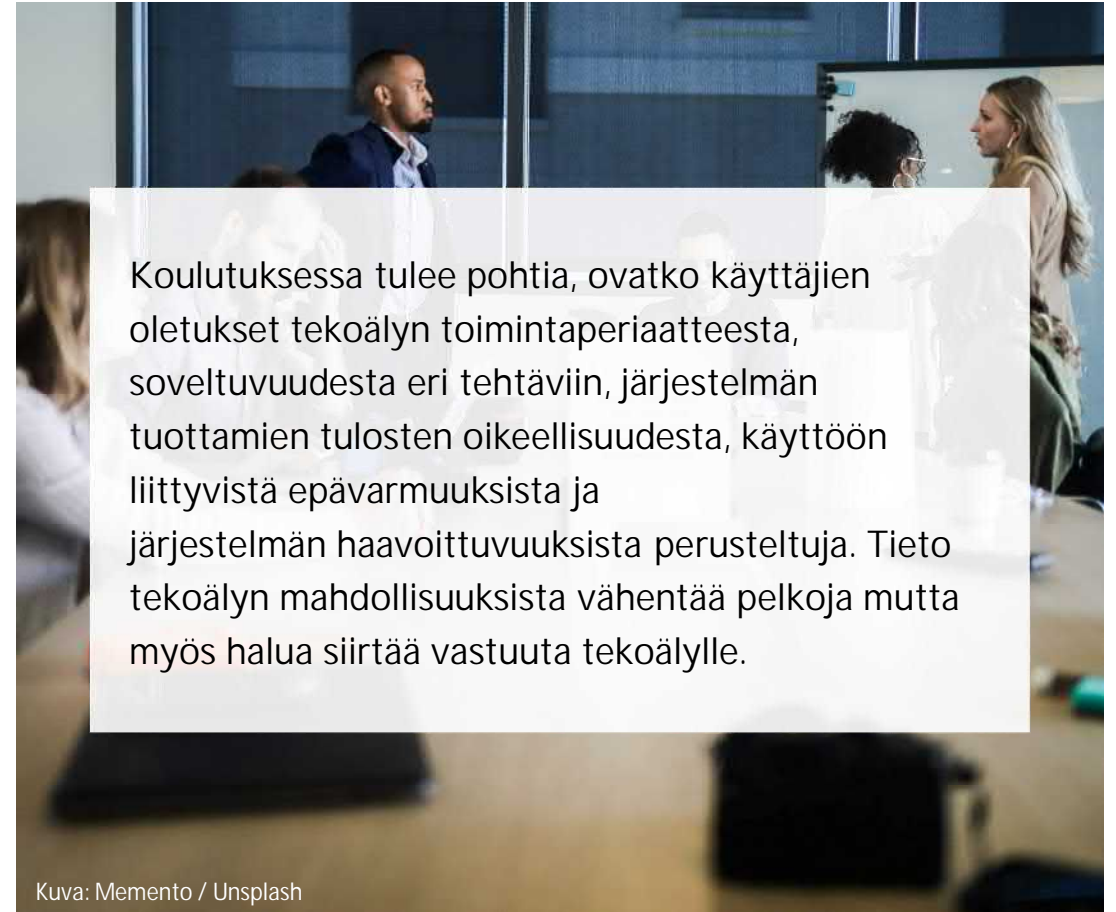 Koulutuksessa tulee pohtia, ovatko käyttäjien
oletukset tekoälyn toimintaperiaatteesta,
soveltuvuudesta eri tehtäviin, järjestelmän
tuottamien tulosten oikeellisuudesta, käyttöön
liittyvistä epävarmuuksista ja
järjestelmän haavoittuvuuksista perusteltuja. Tieto
tekoälyn mahdollisuuksista vähentää pelkoja mutta
myös halua siirtää vastuuta tekoälylle.
Kuva: Memento / Unsplash